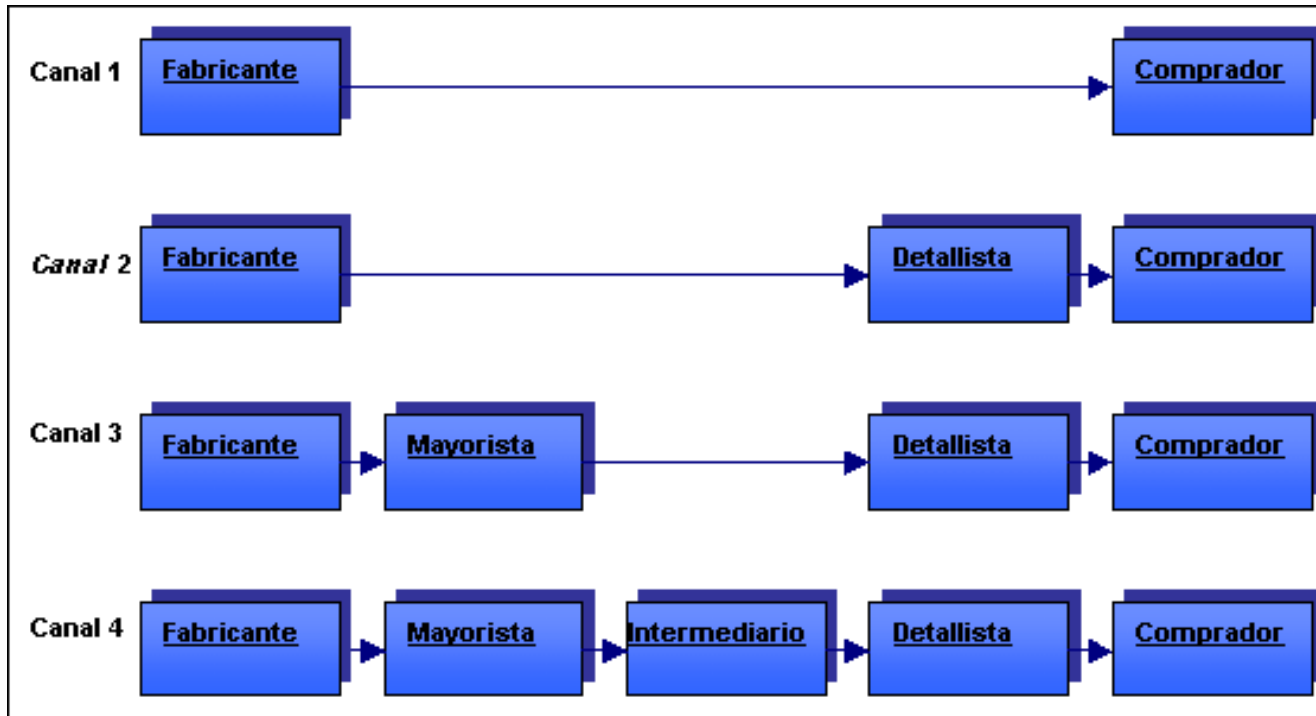 Canal 1 Fabricante Comprador
Canal 2 Fabricante Detallista Comprador
Canal 3 Fabricante Mayorista Detallista Comprador
Canal 4 Fabricante Mayorista Intermediario Detallista Comprador